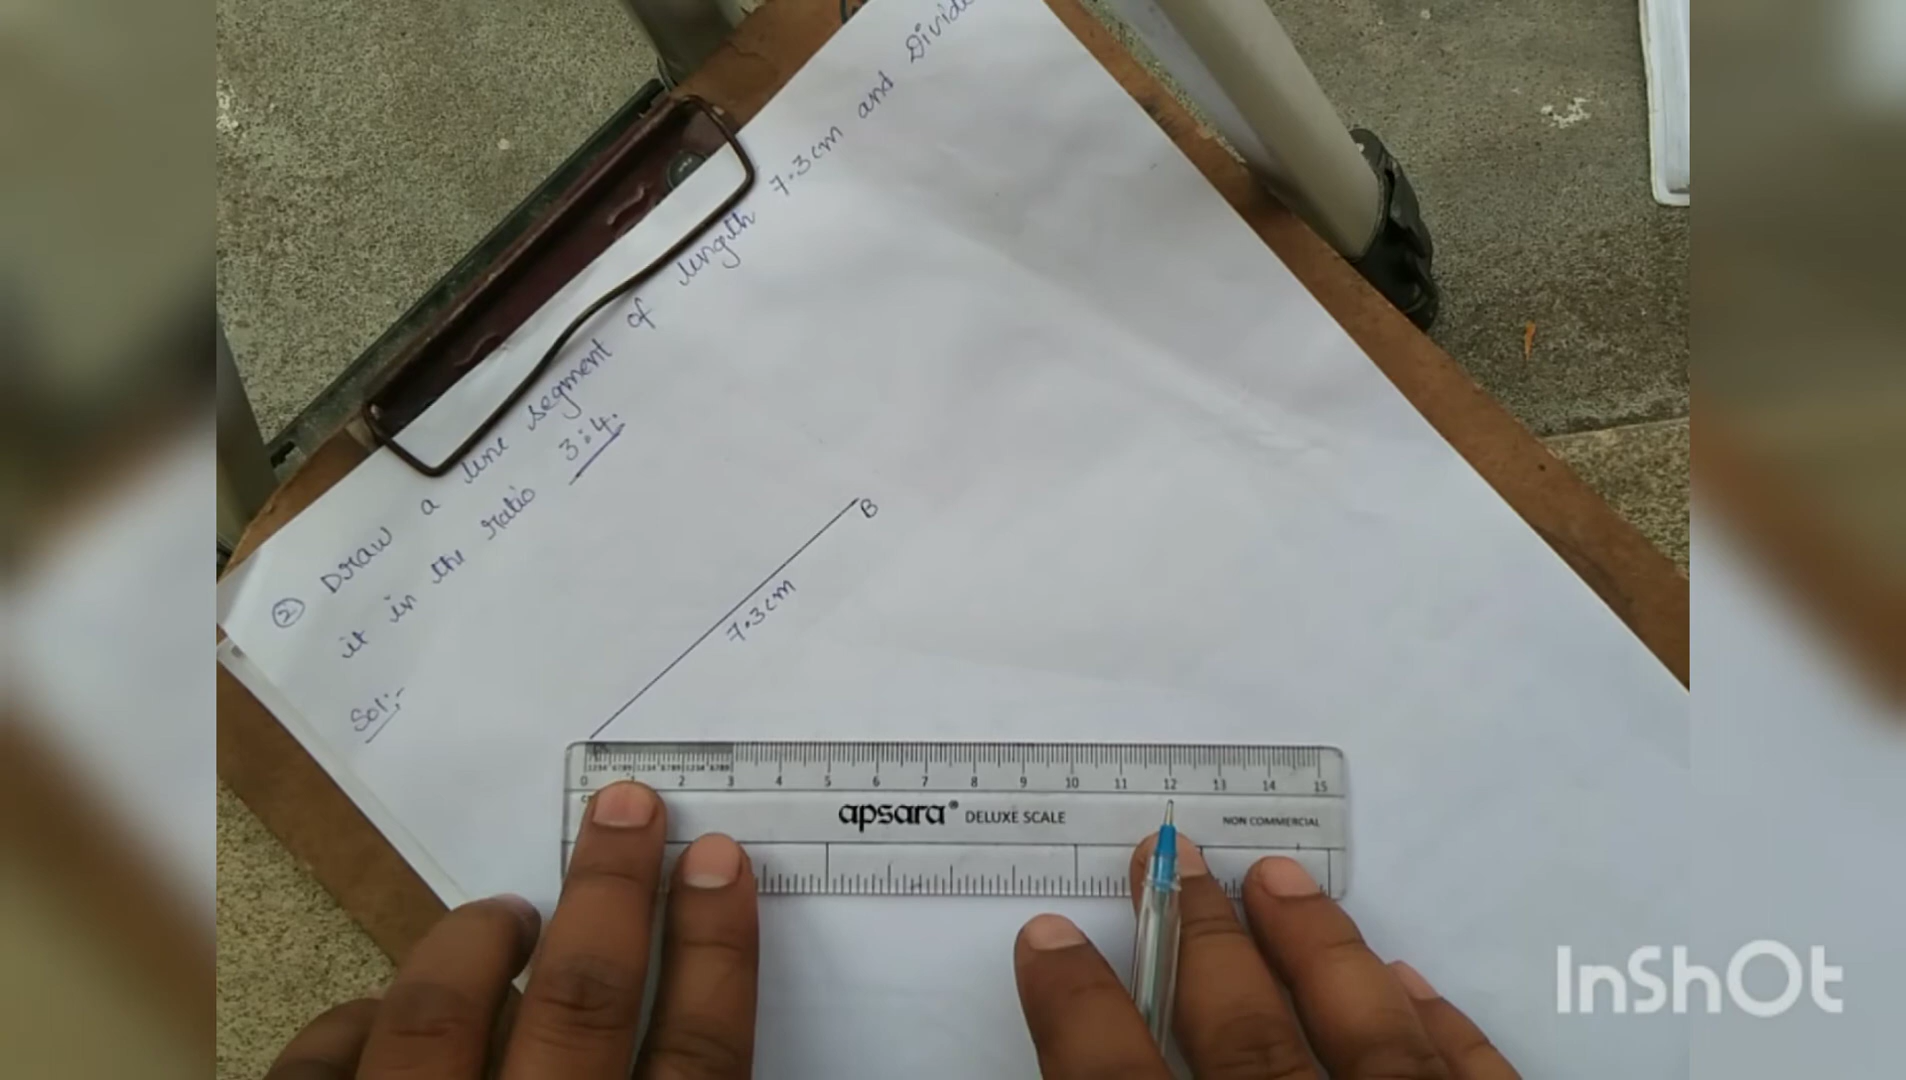 ② Draw a line segment of length 7.3cm and Divide
it in the ratio 3:4.
Sol:-
B
7.3cm
0 1 2 3 4 5 6 7 8 9 10 11 12 13 14 15
apsara® DELUXE SCALE NON COMMERCIAL
InShOt